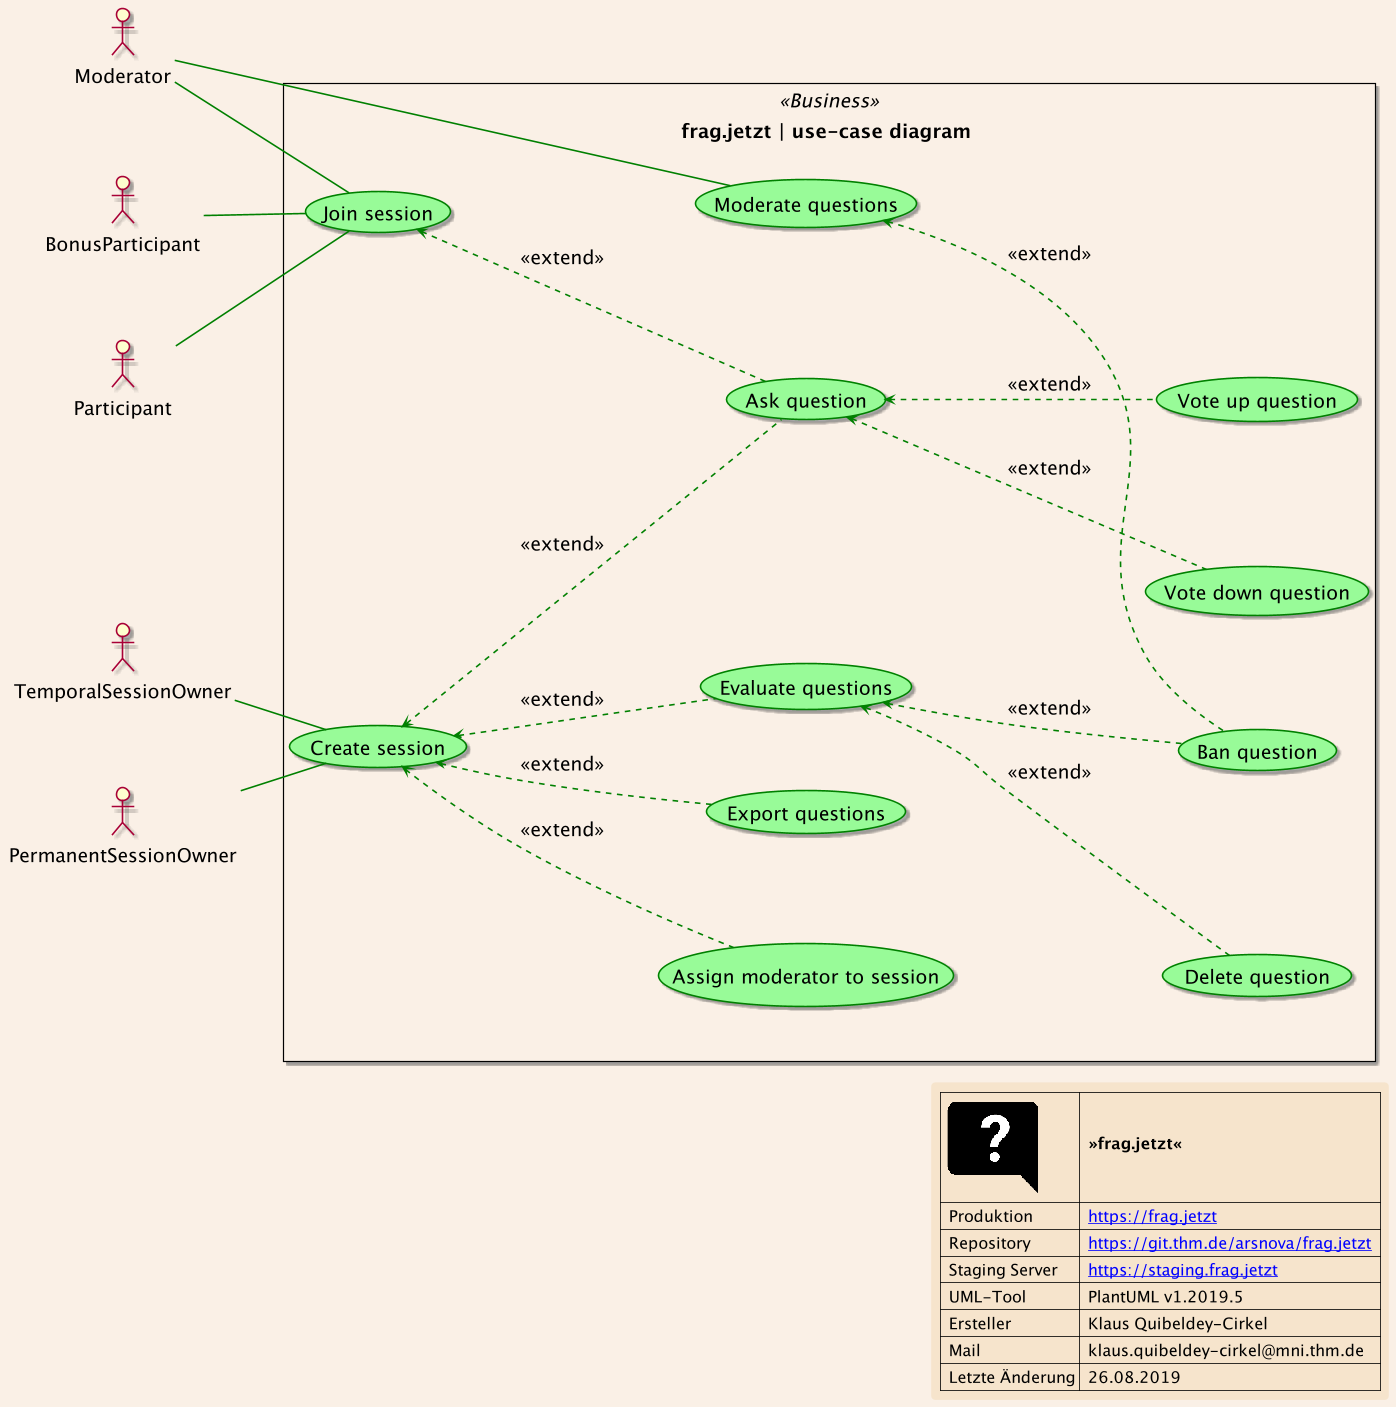 Moderator
«Business»
frag.jetzt | use-case diagram
BonusParticipant
Join session
Moderate questions
«extend»
«extend»
Participant
Ask question
«extend»
Vote up question
«extend»
«extend»
Vote down question
TemporalSessionOwner
Evaluate questions
«extend»
«extend»
Create session
Ban question
«extend»
«extend»
Export questions
«extend»
PermanentSessionOwner
Assign moderator to session
Delete question
?
»frag.jetzt«
Produktion https://frag.jetzt
Repository https://git.thm.de/arsnova/frag.jetzt
Staging Server https://staging.frag.jetzt
UML-Tool PlantUML v1.2019.5
Ersteller Klaus Quibeldey-Cirkel
Mail klaus.quibeldey-cirkel@mni.thm.de
Letzte Änderung 26.08.2019